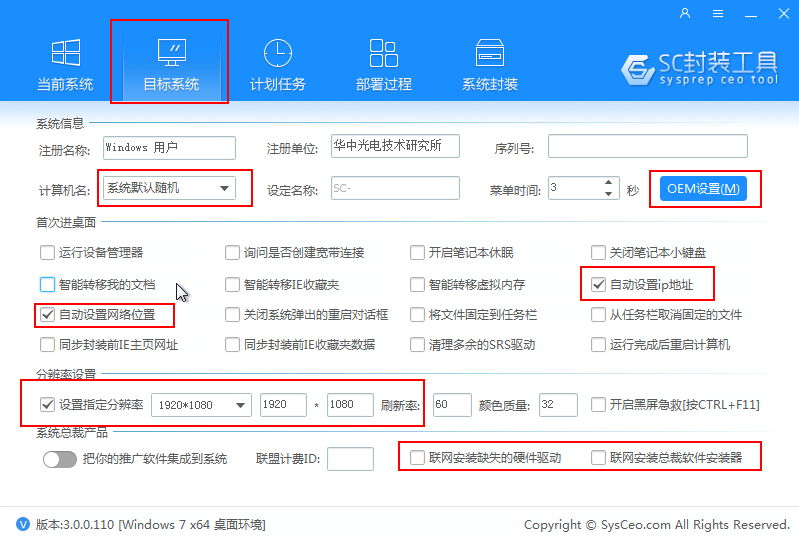 SC封装工具
sysprep ceo tool
当前系统 目标系统 计划任务 部署过程 系统封装
系统信息
注册名称: Windows 用户 注册单位: 华中光电技术研究所 序列号:
计算机名: 系统默认随机 设定名称: SC- 菜单时间: 3 秒 OEM设置(M)
首次进桌面
运行设备管理器 询问是否创建宽带连接 开启笔记本休眠 关闭笔记本小键盘
智能转移我的文档 智能转移IE收藏夹 智能转移虚拟内存 自动设置ip地址
自动设置网络位置 关闭系统弹出的重启对话框 将文件固定到任务栏 从任务栏取消固定的文件
同步封装前IE主页网址 同步封装前IE收藏夹数据 清理多余的SRS驱动 运行完成后重启计算机
分辨率设置
设置指定分辨率 1920*1080 1920 * 1080 刷新率: 60 颜色质量: 32 开启黑屏急救[按CTRL+F11]
系统总裁产品
把你的推广软件集成到系统 联盟计费ID: 联网安装缺失的硬件驱动 联网安装总裁软件安装器
V 版本:3.0.0.110 [Windows 7 x64 桌面环境] Copyright © SysCeo.com All Rights Reserved.